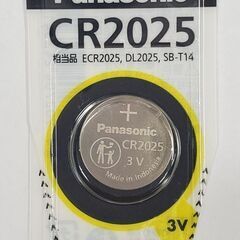 Panasonic
CR2025
相当品 ECR2025, DL2025, SB-T14
+
Panasonic
CR2025
3 V
Made in Indonesia
3V